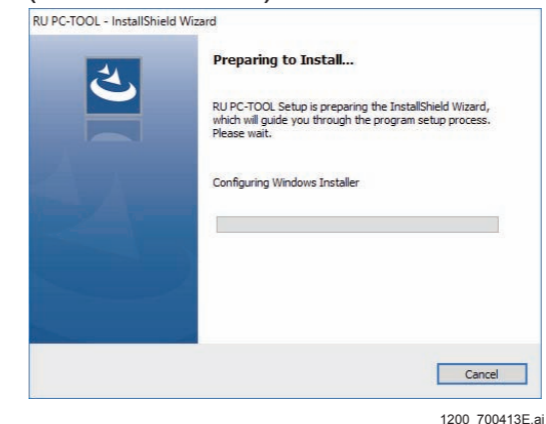 RU PC-TOOL - InstallShield Wizard
Preparing to Install...
RU PC-TOOL Setup is preparing the InstallShield Wizard,
which will guide you through the program setup process.
Please wait.
Configuring Windows Installer
Cancel
1200_700413E.ai